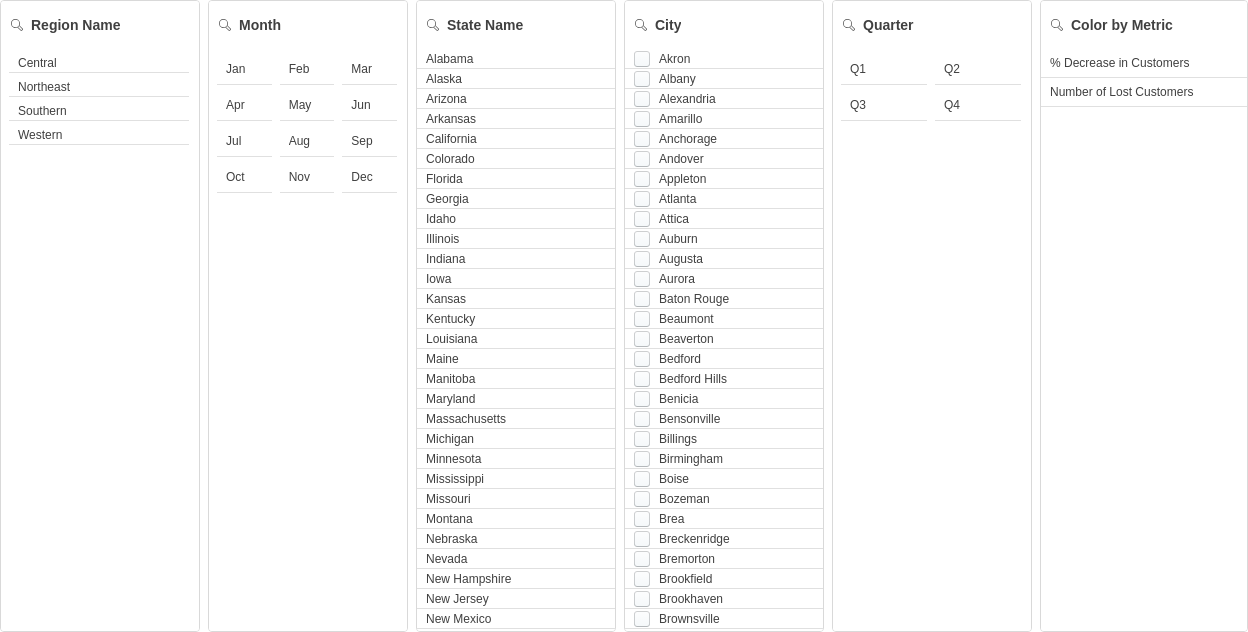 Region Name
Central
Northeast
Southern
Western
Month
Jan Feb Mar
Apr May Jun
Jul Aug Sep
Oct Nov Dec
State Name
Alabama
Alaska
Arizona
Arkansas
California
Colorado
Florida
Georgia
Idaho
Illinois
Indiana
Iowa
Kansas
Kentucky
Louisiana
Maine
Manitoba
Maryland
Massachusetts
Michigan
Minnesota
Mississippi
Missouri
Montana
Nebraska
Nevada
New Hampshire
New Jersey
New Mexico
City
Akron
Albany
Alexandria
Amarillo
Anchorage
Andover
Appleton
Atlanta
Attica
Auburn
Augusta
Aurora
Baton Rouge
Beaumont
Beaverton
Bedford
Bedford Hills
Benicia
Bensonville
Billings
Birmingham
Boise
Bozeman
Brea
Breckenridge
Bremorton
Brookfield
Brookhaven
Brownsville
Quarter
Q1 Q2
Q3 Q4
Color by Metric
% Decrease in Customers
Number of Lost Customers